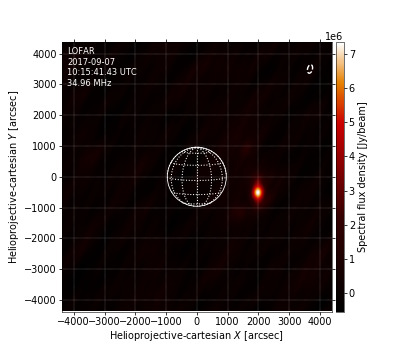 1e6
LOFAR
2017-09-07
10:15:41.43 UTC
34.96 MHz
4000
3000
2000
1000
0
−1000
−2000
−3000
−4000
Helioprojective-cartesian Y [arcsec]
−4000−3000−2000−1000 0 1000 2000 3000 4000
Helioprojective-cartesian X [arcsec]
7
6
5
4
3
2
1
0
Spectral flux density [Jy/beam]